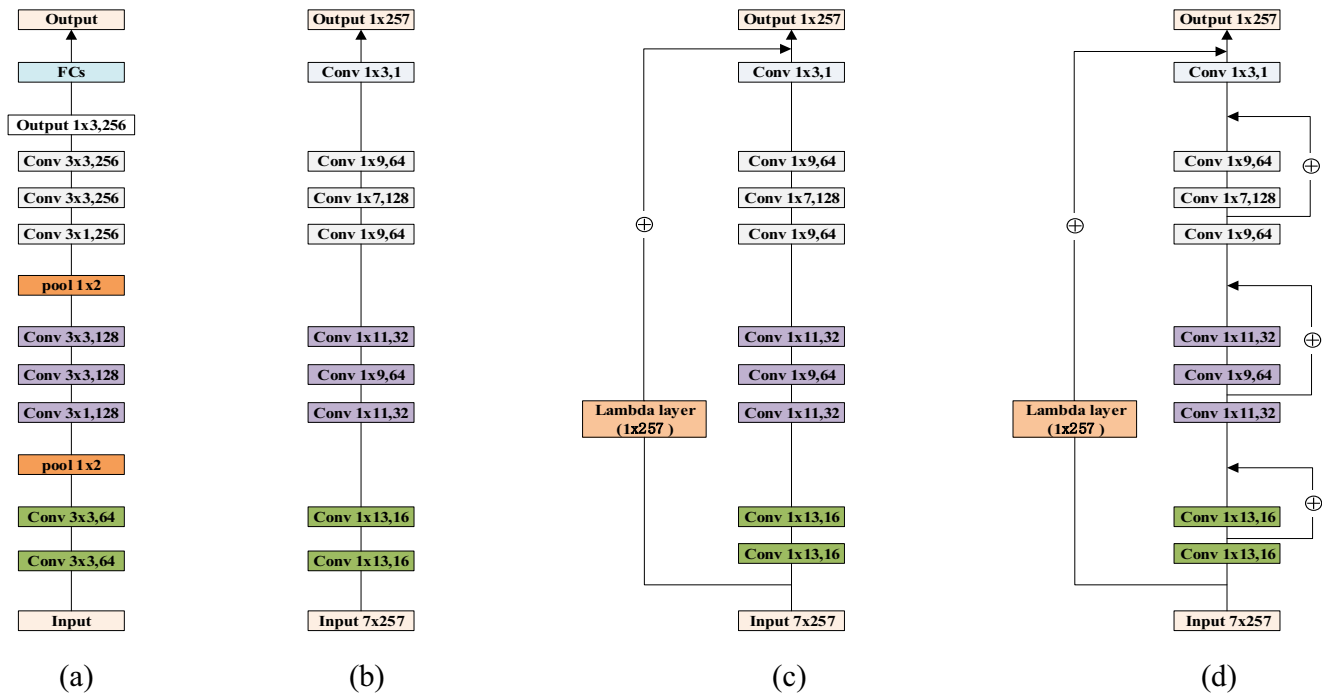 Output
FCs
Output 1x3,256
Conv 3x3,256
Conv 3x3,256
Conv 3x1,256
pool 1x2
Conv 3x3,128
Conv 3x3,128
Conv 3x1,128
pool 1x2
Conv 3x3,64
Conv 3x3,64
Input
(a)
Output 1x257
Conv 1x3,1
Conv 1x9,64
Conv 1x7,128
Conv 1x9,64
Conv 1x11,32
Conv 1x9,64
Conv 1x11,32
Conv 1x13,16
Conv 1x13,16
Input 7x257
(b)
Output 1x257
Conv 1x3,1
Conv 1x9,64
Conv 1x7,128
Conv 1x9,64
Conv 1x11,32
Conv 1x9,64
Conv 1x11,32
Lambda layer
(1x257 )
Conv 1x13,16
Conv 1x13,16
Input 7x257
(c)
Output 1x257
Conv 1x3,1
Conv 1x9,64
Conv 1x7,128
Conv 1x9,64
Conv 1x11,32
Conv 1x9,64
Conv 1x11,32
Lambda layer
(1x257 )
Conv 1x13,16
Conv 1x13,16
Input 7x257
(d)